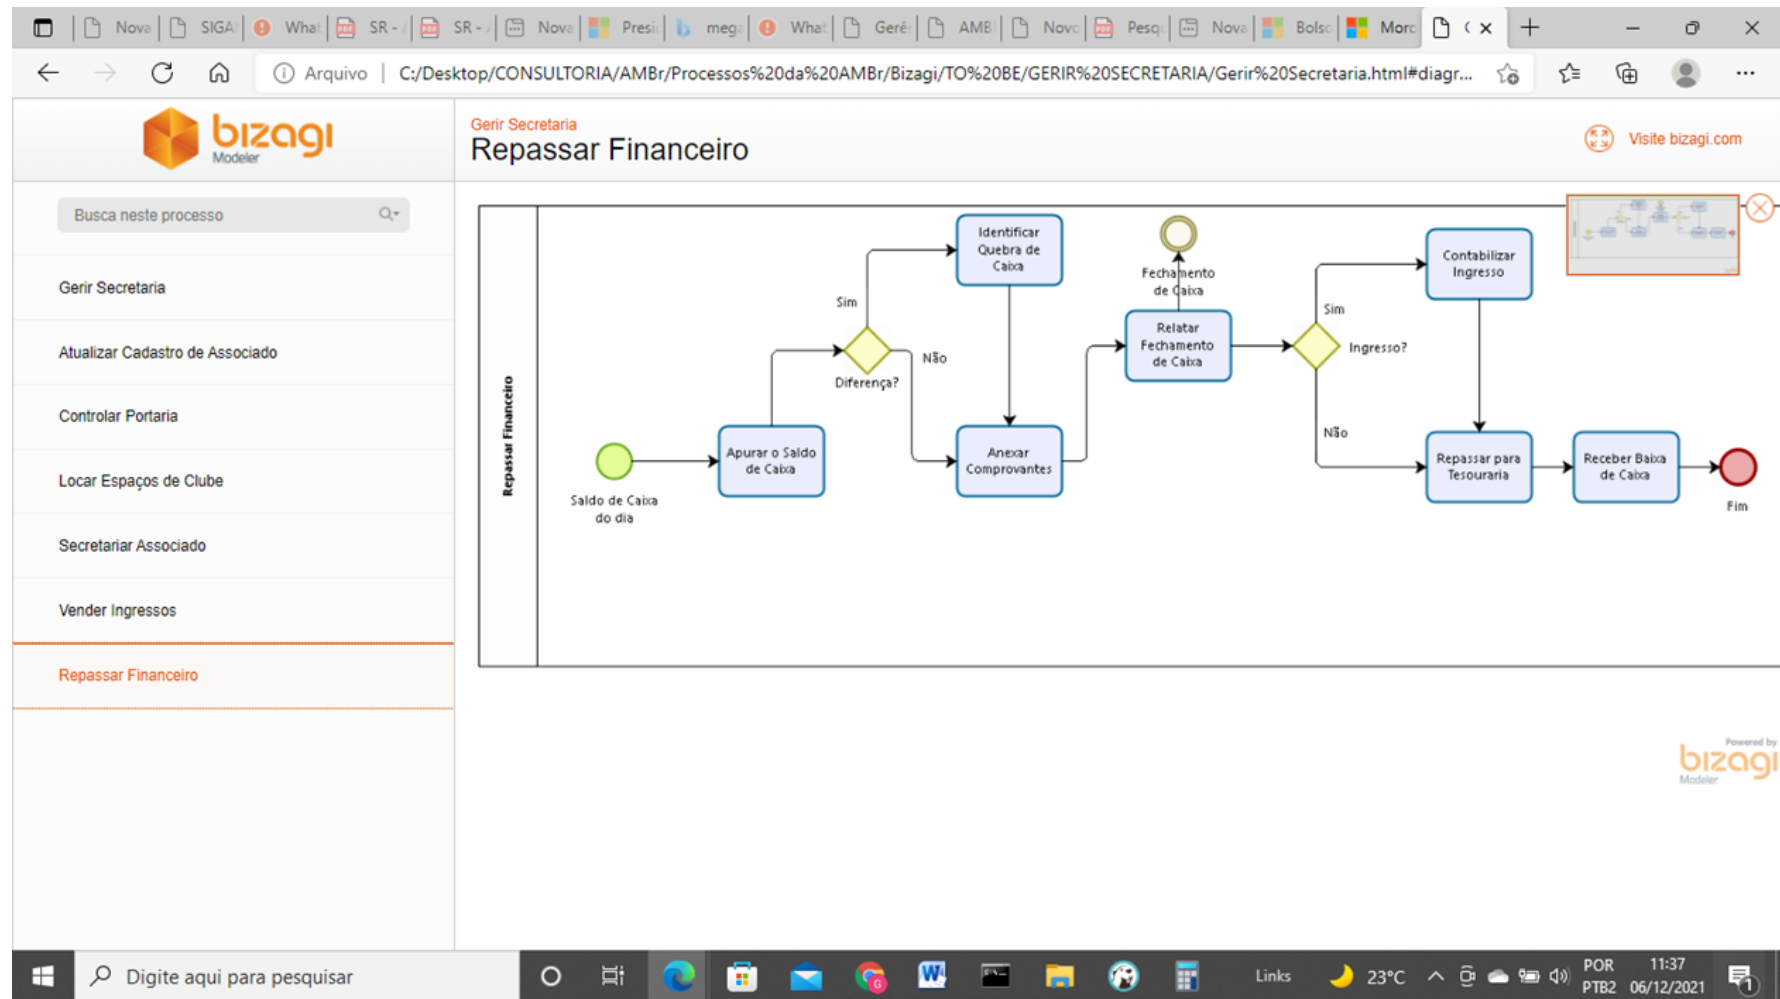 Nova
SIGA
What
SR - /
SR - /
Nova
Presi
mega
What
Gerê
AMB
Novo
Pesq
Nova
Bolsc
Morc
Arquivo | C:/Desktop/CONSULTORIA/AMBr/Processos%20da%20AMBr/Bizagi/TO%20BE/GERIR%20SECRETARIA/Gerir%20Secretaria.html#diagr...
bizagi
Modeler
Gerir Secretaria
Repassar Financeiro
Visite bizagi.com
Busca neste processo
Gerir Secretaria
Atualizar Cadastro de Associado
Controlar Portaria
Locar Espaços de Clube
Secretariar Associado
Vender Ingressos
Repassar Financeiro
Repassar Financeiro
Saldo de Caixa
do dia
Apurar o Saldo
de Caixa
Diferença?
Sim
Não
Identificar
Quebra de
Caixa
Anexar
Comprovantes
Fechamento
de Caixa
Relatar
Fechamento
de Caixa
Ingresso?
Sim
Não
Contabilizar
Ingresso
Repassar para
Tesouraria
Receber Baixa
de Caixa
Fim
Powered by
bizagi
Modeler
Digite aqui para pesquisar
Links
23°C
POR
PTB2
11:37
06/12/2021
1